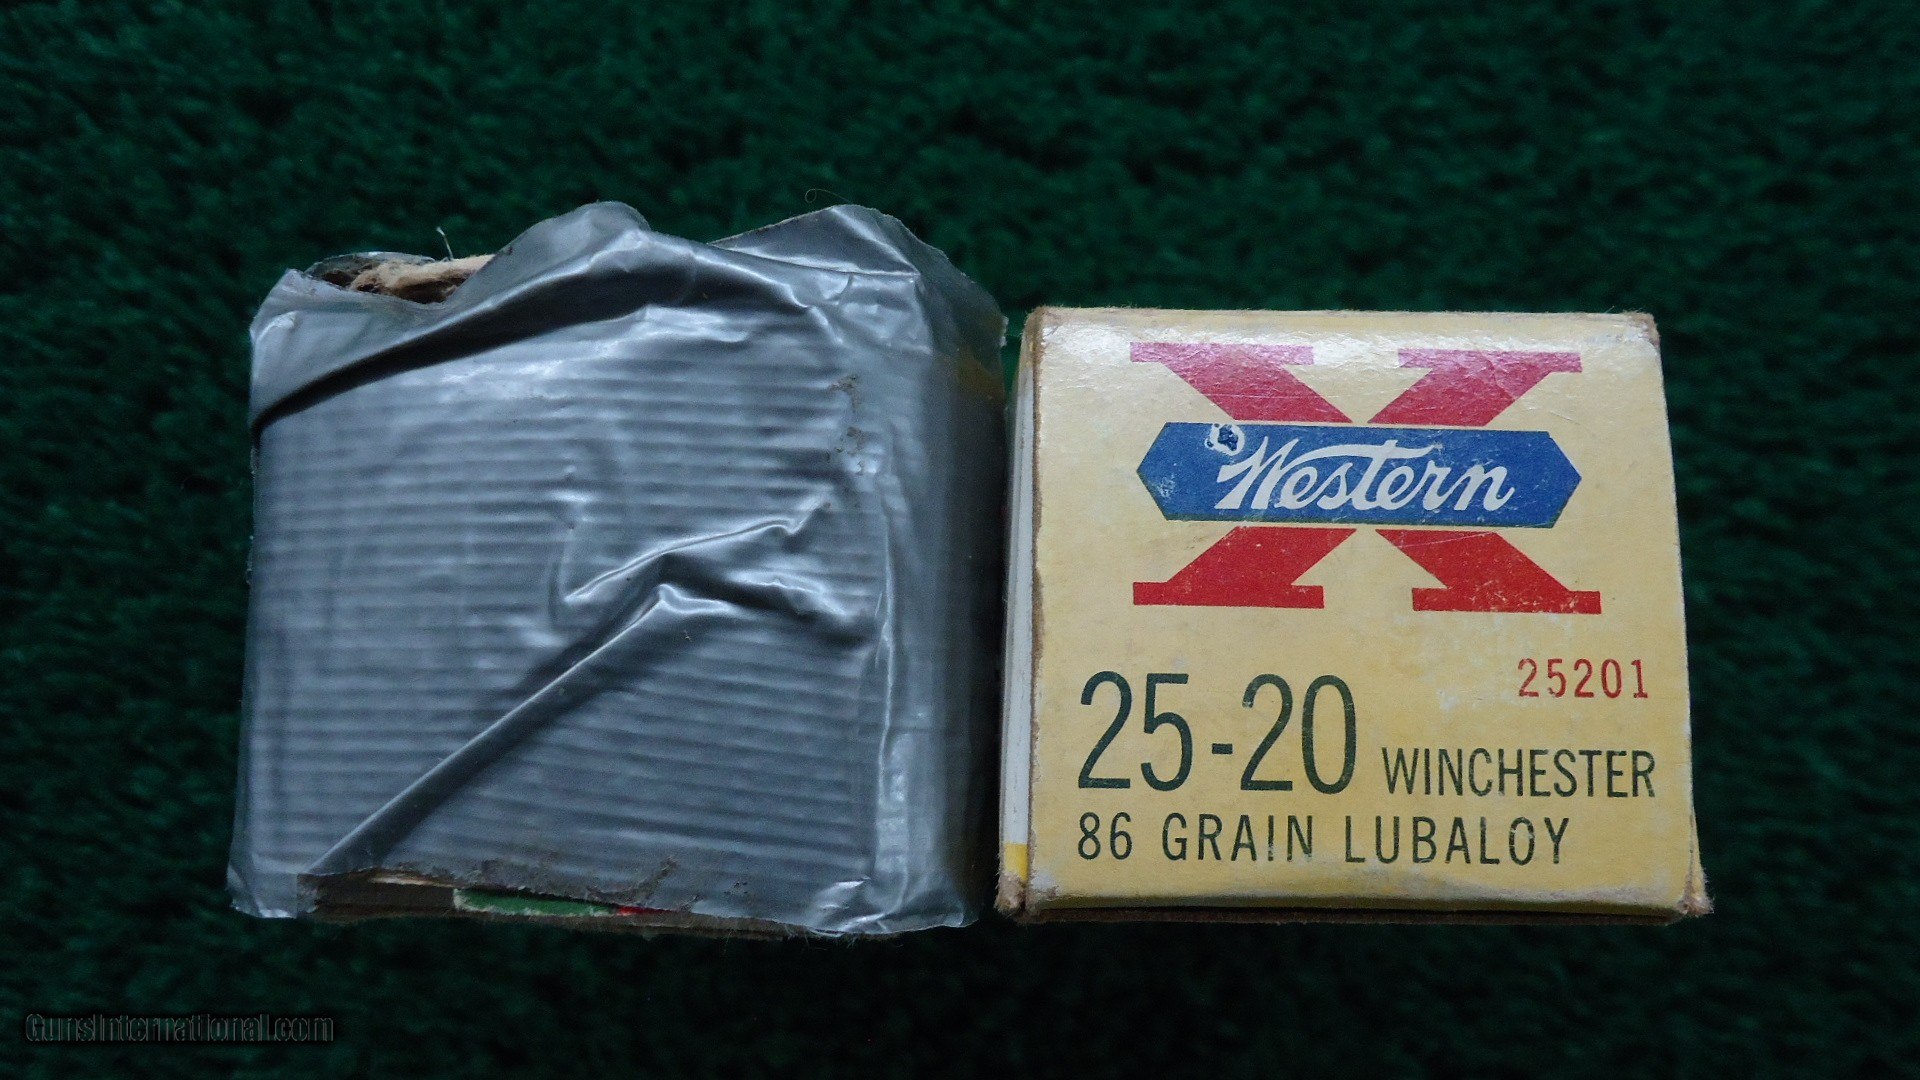 X
Western
25201
25-20 WINCHESTER
86 GRAIN LUBALOY
GunsInternational.com